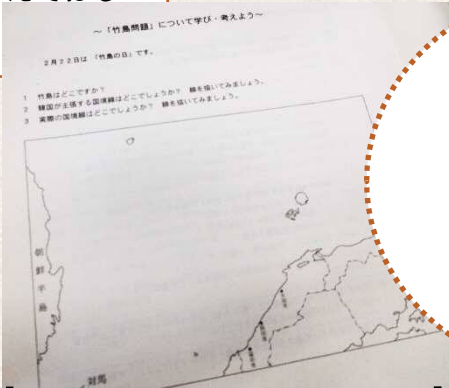 ～「竹島問題」について学び・考えよう～
2月22日は「竹島の日」です。
1 竹島はどこですか？
2 韓国が主張する国境線はどこでしょうか？ 線を描いてみましょう。
3 実際の国境線はどこでしょうか？ 線を描いてみましょう。
朝鮮半島
対馬